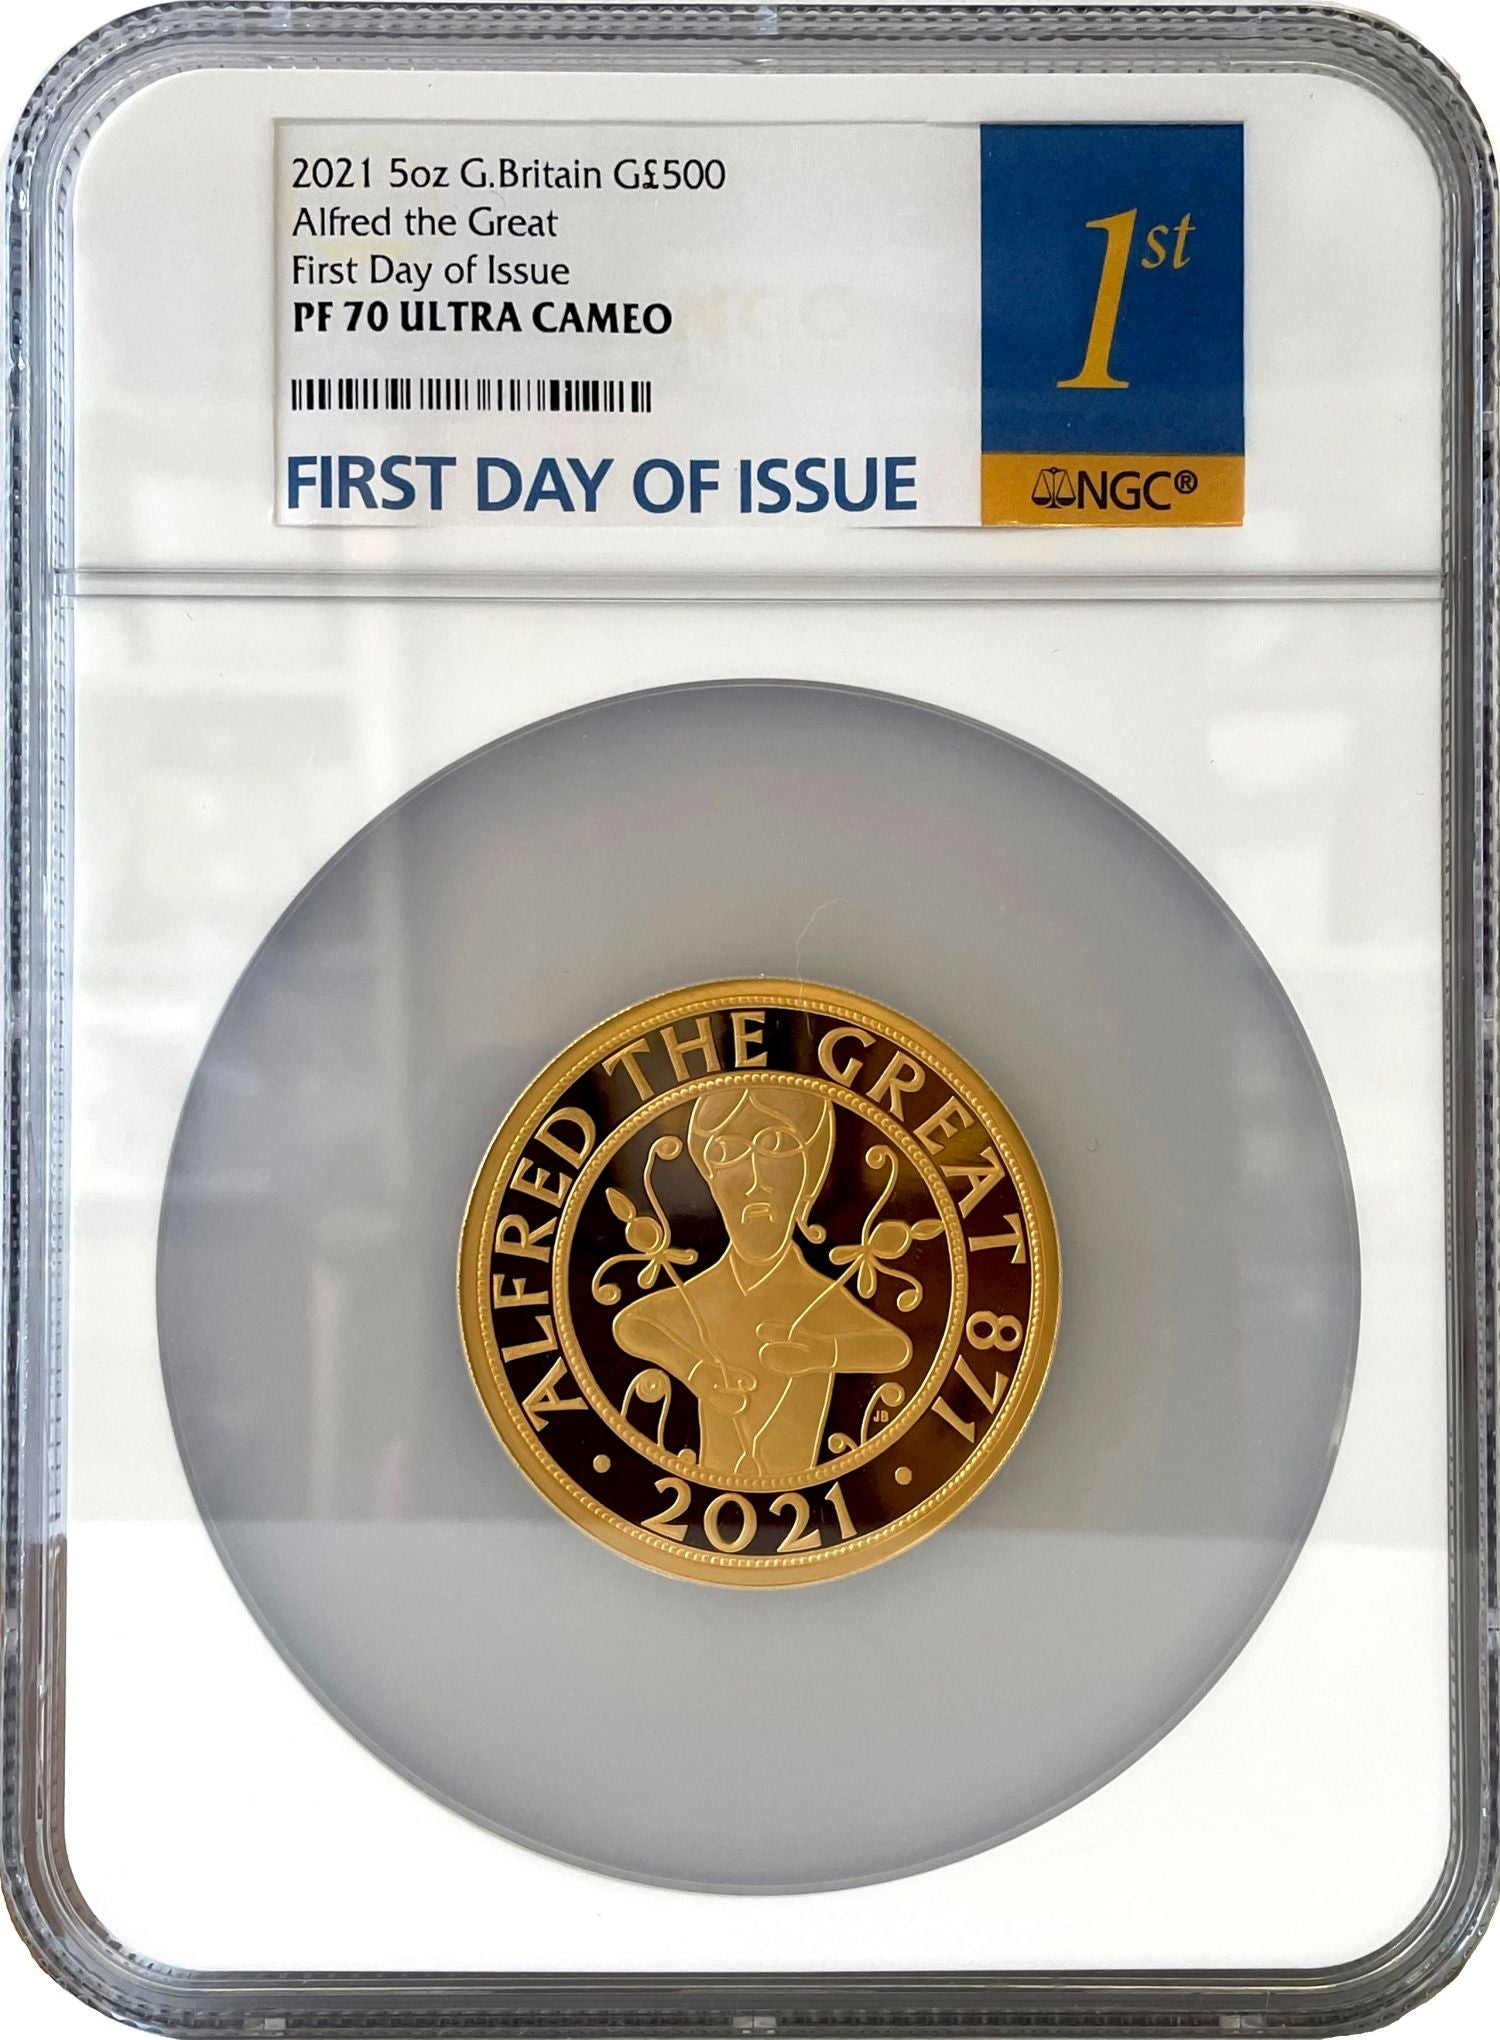 2021 5oz G.Britain G£500
Alfred the Great
First Day of Issue
PF 70 ULTRA CAMEO
FIRST DAY OF ISSUE
1st
NGC®
ALFRED THE GREAT 871
· 2021 ·
JB